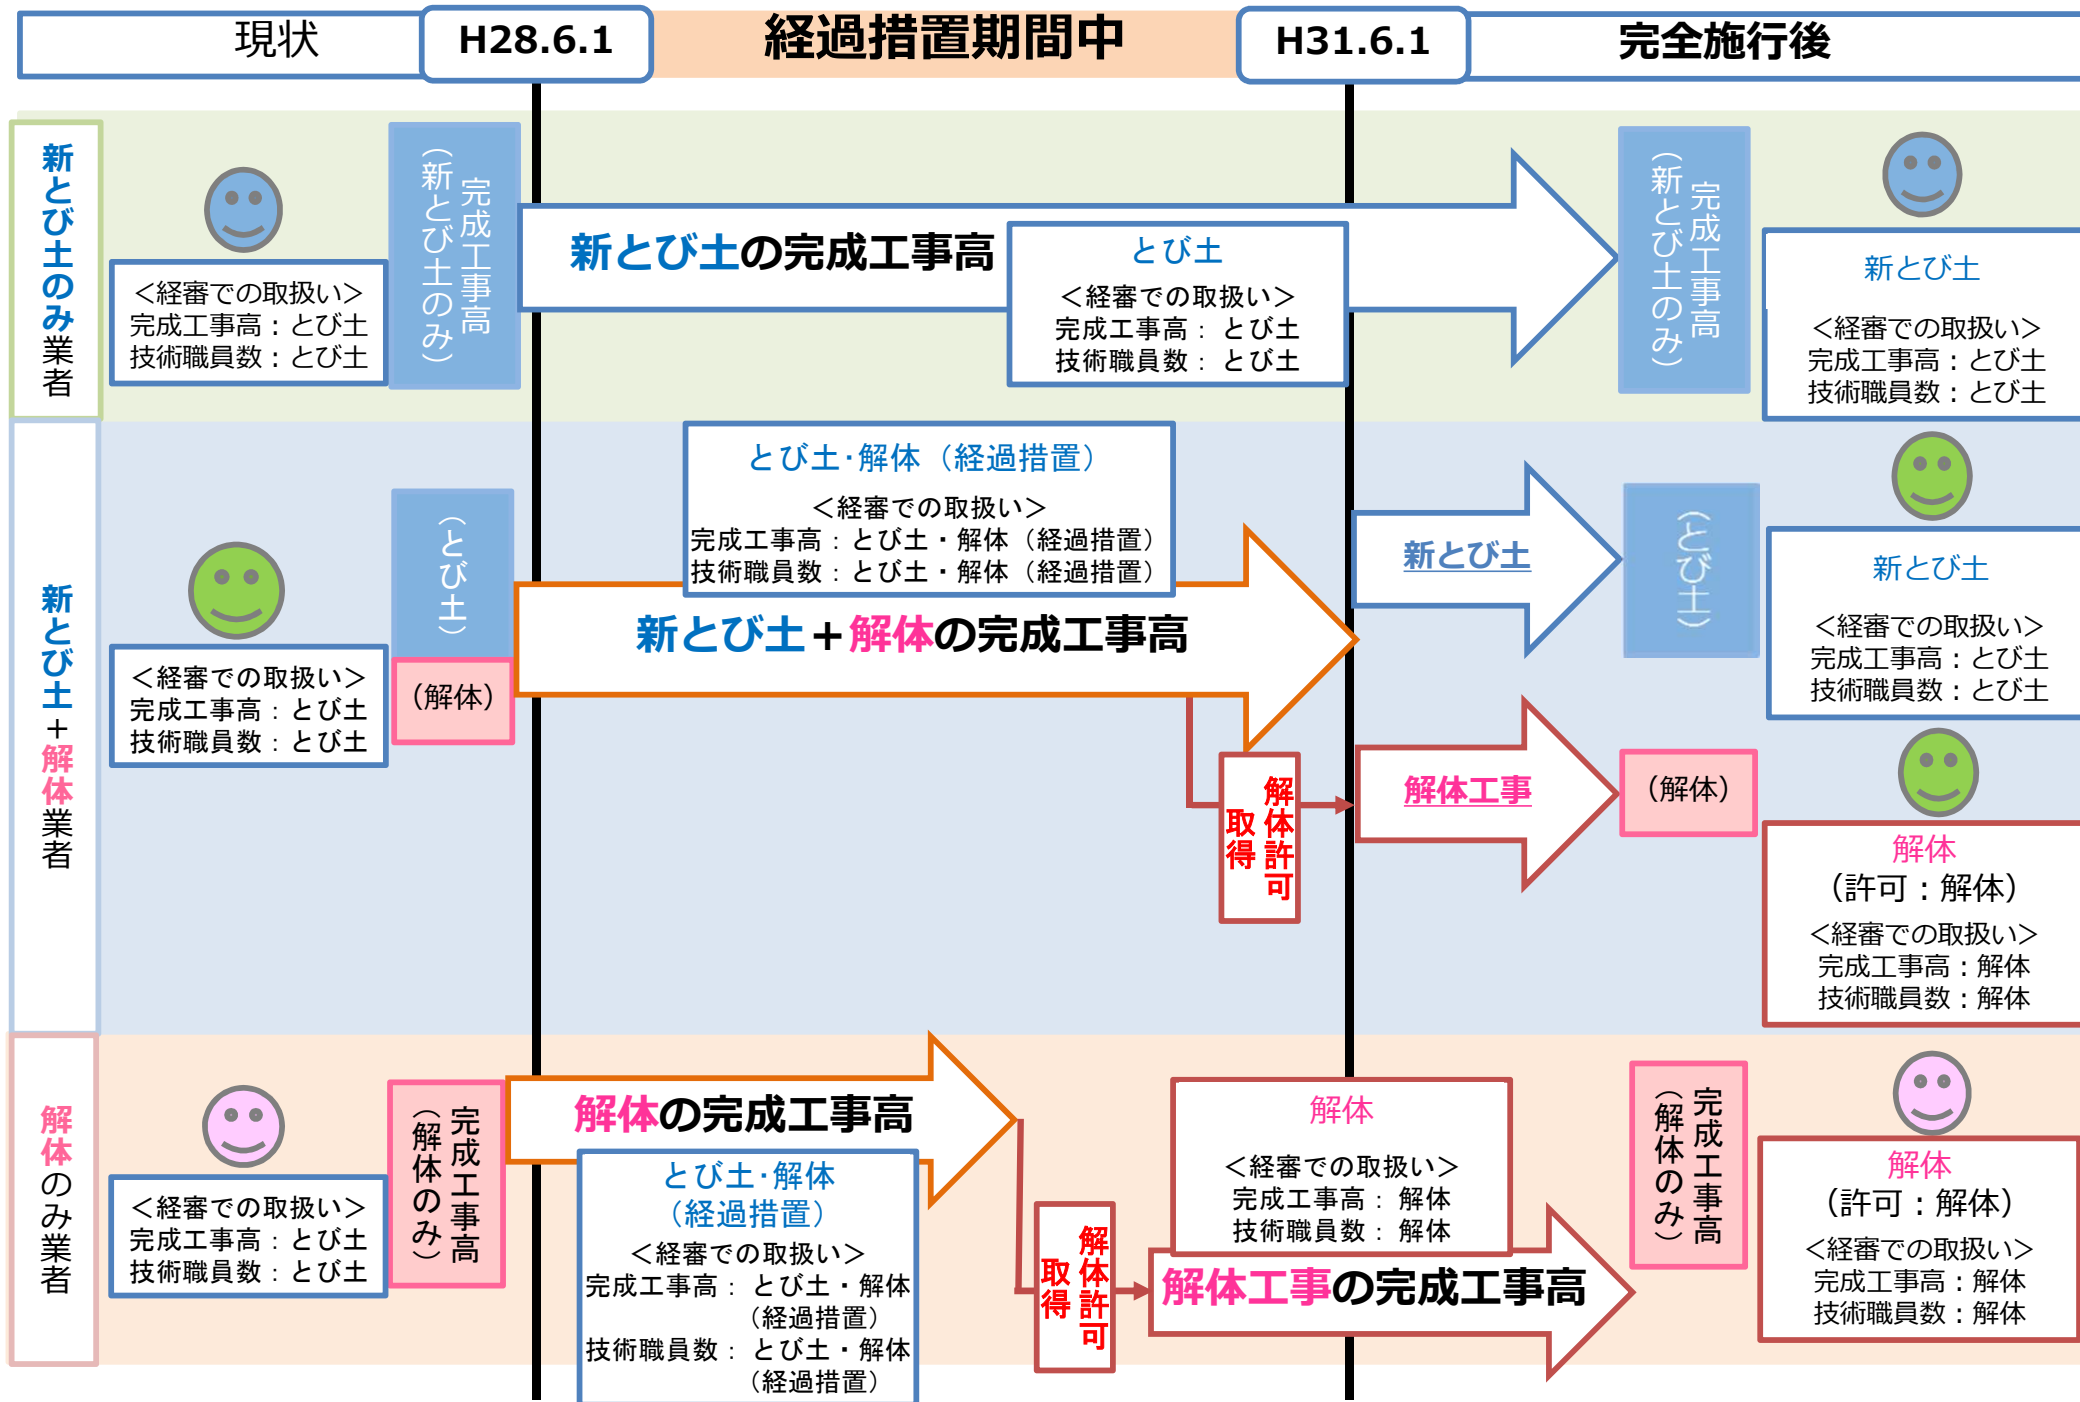 現状
H28.6.1
経過措置期間中
H31.6.1
完全施行後
新とび土のみ業者
＜経審での取扱い＞
完成工事高：とび土
技術職員数：とび土
完成工事高
（新とび土のみ）
新とび土の完成工事高
とび土
＜経審での取扱い＞
完成工事高：とび土
技術職員数：とび土
完成工事高
（新とび土のみ）
新とび土
＜経審での取扱い＞
完成工事高：とび土
技術職員数：とび土
新とび土＋解体業者
＜経審での取扱い＞
完成工事高：とび土
技術職員数：とび土
（とび土）
（解体）
とび土・解体（経過措置）
＜経審での取扱い＞
完成工事高：とび土・解体（経過措置）
技術職員数：とび土・解体（経過措置）
新とび土＋解体の完成工事高
解体許可
取得
新とび土
解体工事
（とび土）
（解体）
新とび土
＜経審での取扱い＞
完成工事高：とび土
技術職員数：とび土
解体
（許可：解体）
＜経審での取扱い＞
完成工事高：解体
技術職員数：解体
解体のみ業者
＜経審での取扱い＞
完成工事高：とび土
技術職員数：とび土
完成工事高
（解体のみ）
解体の完成工事高
とび土・解体
（経過措置）
＜経審での取扱い＞
完成工事高：とび土・解体
（経過措置）
技術職員数：とび土・解体
（経過措置）
解体許可
取得
解体
＜経審での取扱い＞
完成工事高：解体
技術職員数：解体
解体工事の完成工事高
完成工事高
（解体のみ）
解体
（許可：解体）
＜経審での取扱い＞
完成工事高：解体
技術職員数：解体